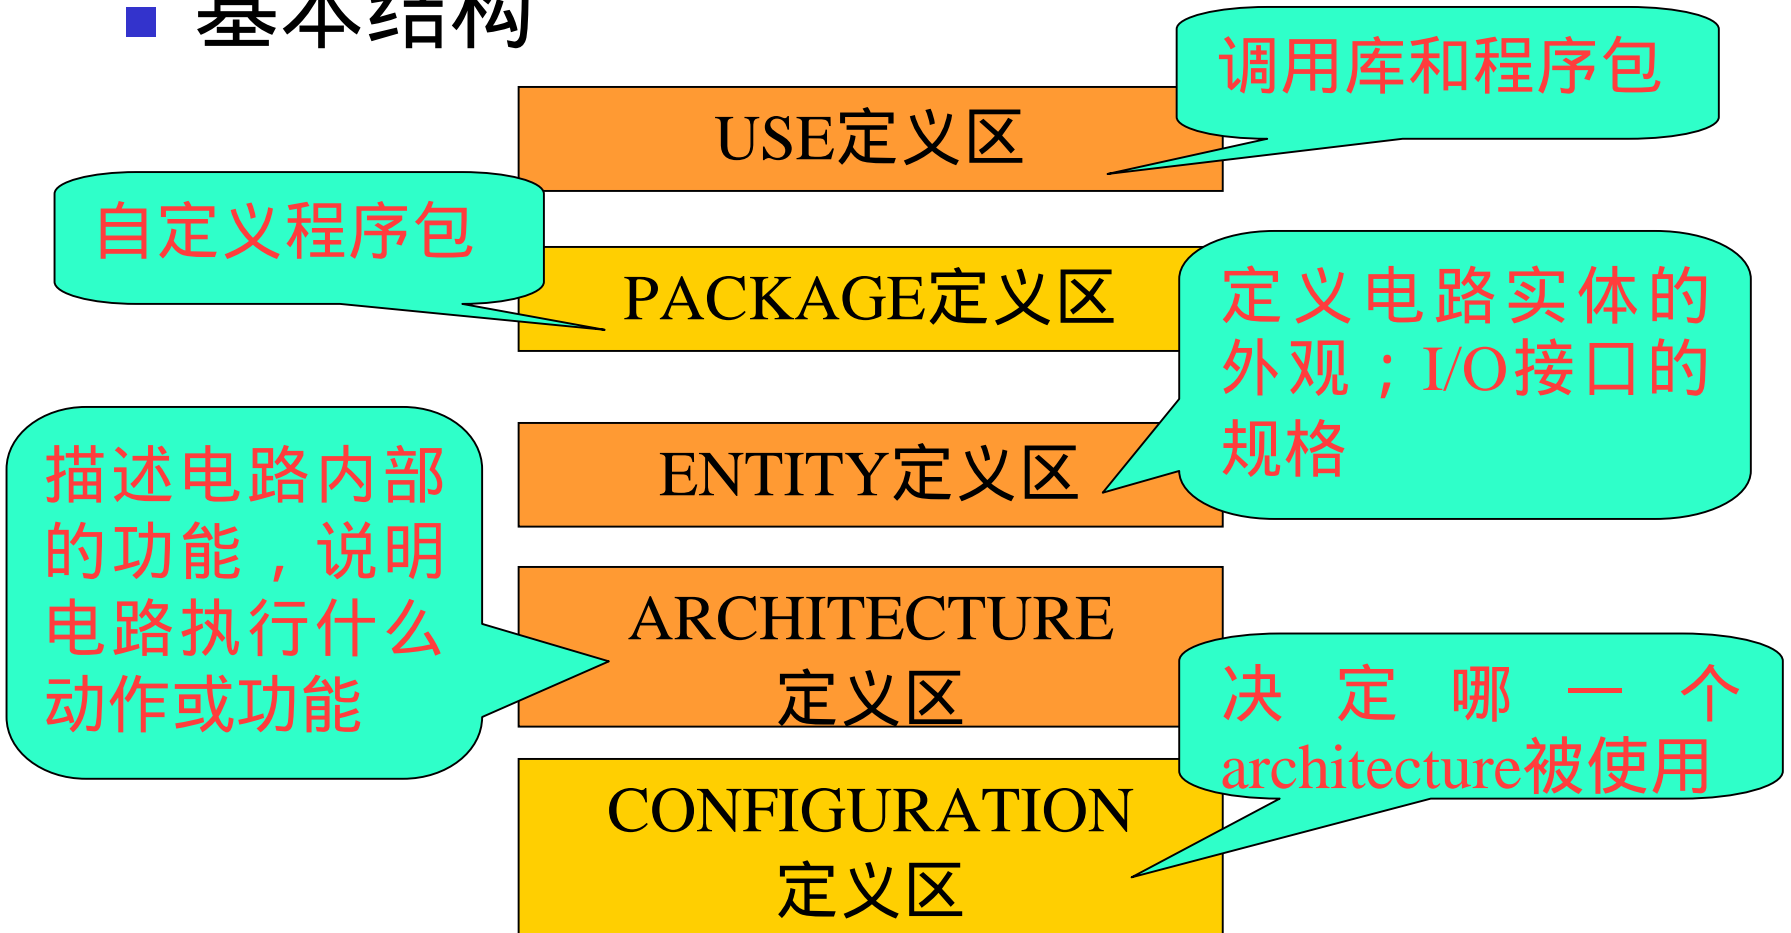 基本结构
调用库和程序包
USE定义区
自定义程序包
PACKAGE定义区
定义电路实体的
外观；I/O接口的
规格
ENTITY定义区
描述电路内部
的功能，说明
电路执行什么
动作或功能
ARCHITECTURE
定义区
决定哪一个
architecture被使用
CONFIGURATION
定义区